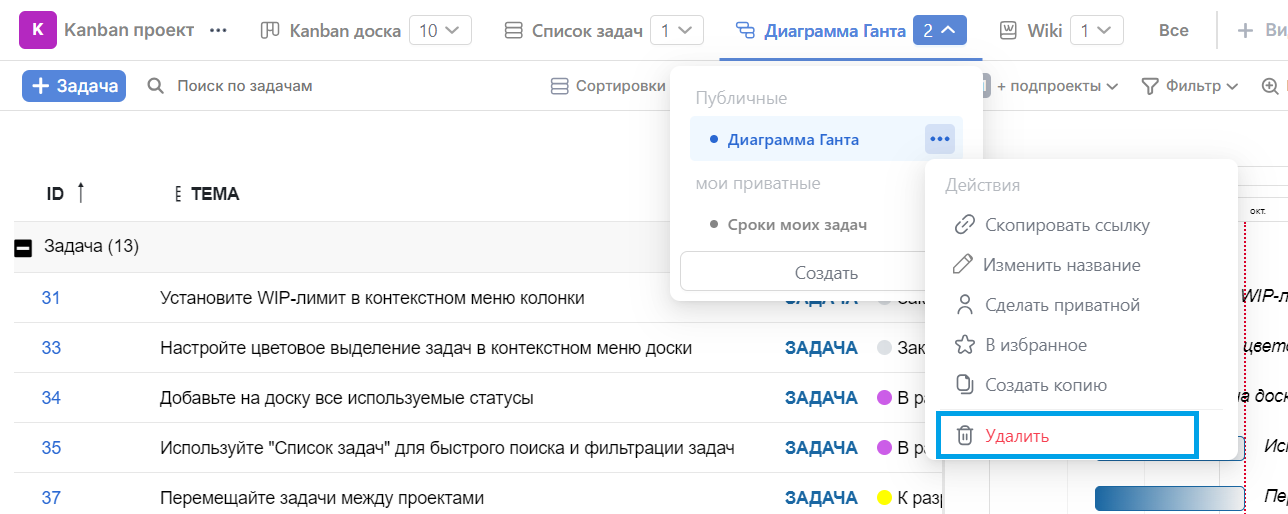 K Kanban проект ... Kanban доска 10 Список задач 1 Диаграмма Ганта 2 Wiki 1 Все + Ви
+ Задача Поиск по задачам Сортировки + подпроекты Фильтр
Публичные
Диаграмма Ганта
мои приватные
Сроки моих задач
Создать
Действия
Скопировать ссылку
Изменить название
Сделать приватной
В избранное
Создать копию
Удалить
ID ТЕМА
окт.
Задача (13)
31 Установите WIP-лимит в контекстном меню колонки ЗАДАЧА Зак WIP-л
33 Настройте цветовое выделение задач в контекстном меню доски ЗАДАЧА Зак цвето
34 Добавьте на доску все используемые статусы ЗАДАЧА В ра на доск
35 Используйте "Список задач" для быстрого поиска и фильтрации задач ЗАДАЧА В ра Исп
37 Перемещайте задачи между проектами ЗАДАЧА К разр Пер